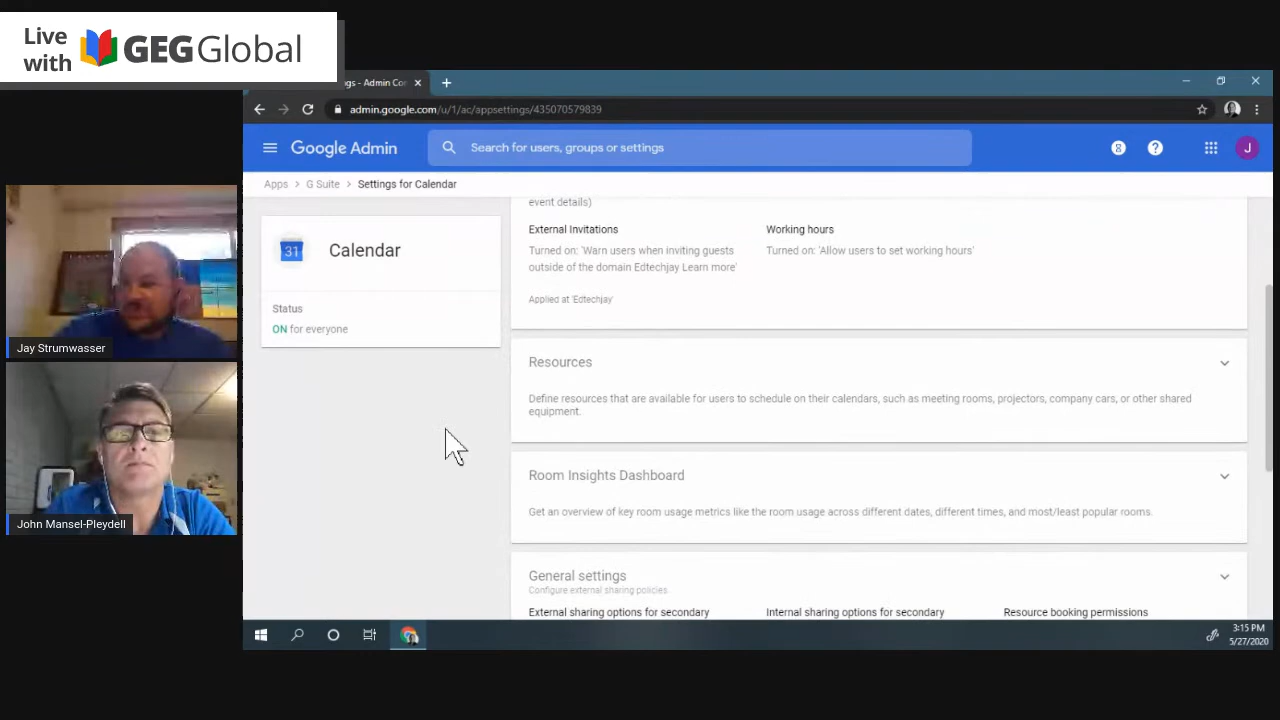 Live
with
GEG Global
ngs - Admin Co
admin.google.com/u/1/ac/appsettings/435070579839
Google Admin
Search for users, groups or settings
J
Apps > G Suite > Settings for Calendar
31
Calendar
Status
ON for everyone
event details)
External Invitations
Working hours
Turned on: 'Warn users when inviting guests
outside of the domain Edtechjay Learn more'
Turned on: 'Allow users to set working hours'
Applied at 'Edtechjay'
Resources
Define resources that are available for users to schedule on their calendars, such as meeting rooms, projectors, company cars, or other shared
equipment.
Room Insights Dashboard
Get an overview of key room usage metrics like the room usage across different dates, different times, and most/least popular rooms.
General settings
Configure external sharing policies.
External sharing options for secondary
Internal sharing options for secondary
Resource booking permissions
Jay Strumwasser
John Mansel-Pleydell
3:15 PM
5/27/2020